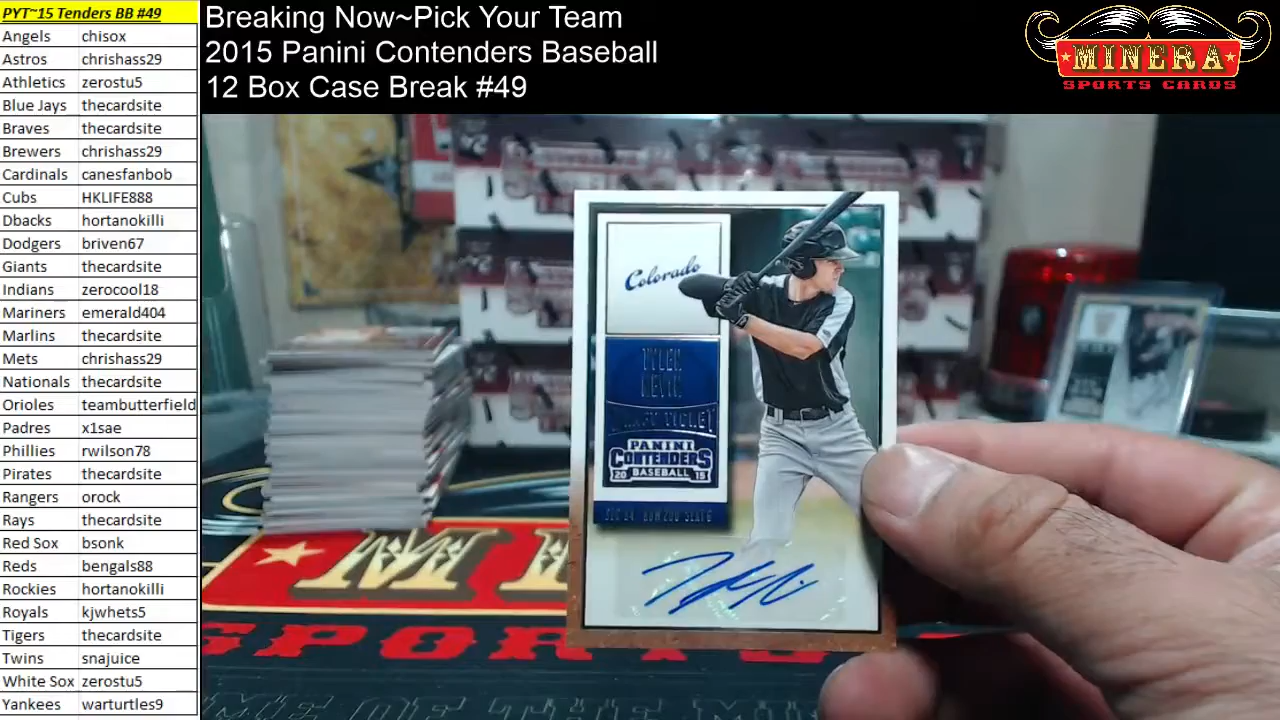 PYT~15 Tenders BB #49
Angels chisox
Astros chrishass29
Athletics zerostu5
Blue Jays thecardsite
Braves thecardsite
Brewers chrishass29
Cardinals canesfanbob
Cubs HKLIFE888
Dbacks hortanokilli
Dodgers briven67
Giants thecardsite
Indians zerocool18
Mariners emerald404
Marlins thecardsite
Mets chrishass29
Nationals thecardsite
Orioles teambutterfield
Padres x1sae
Phillies rwilson78
Pirates thecardsite
Rangers orock
Rays thecardsite
Red Sox bsonk
Reds bengals88
Rockies hortanokilli
Royals kjwhets5
Tigers thecardsite
Twins snajuice
White Sox zerostu5
Yankees warturtles9
Breaking Now~Pick Your Team
2015 Panini Contenders Baseball
12 Box Case Break #49
MINERA
SPORTS CARDS
Colorado
PANINI
CONTENDERS
20 BASEBALL 15